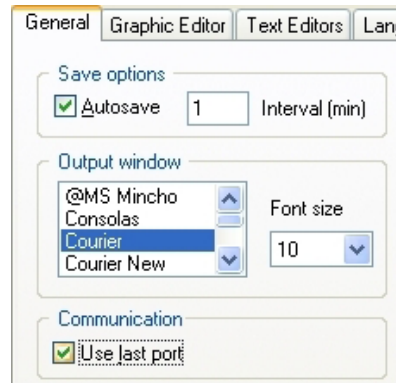 General Graphic Editor Text Editors Lan
Save options
Autosave 1 Interval (min)
Output window
@MS Mincho
Consolas
Courier
Courier New
Font size
10
Communication
Use last port